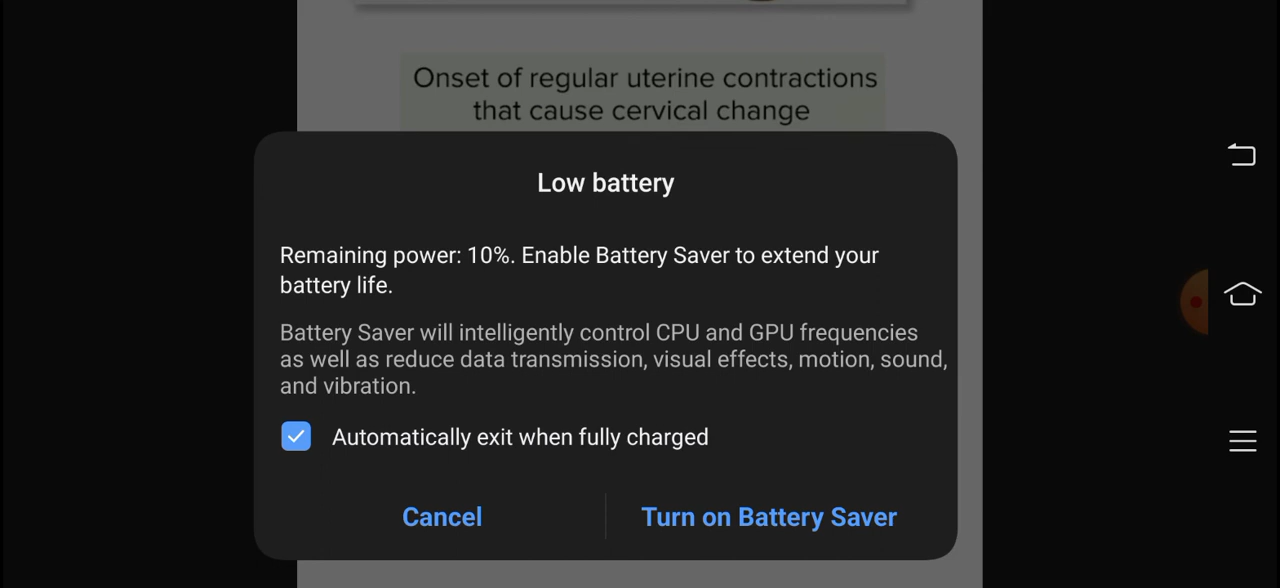 Onset of regular uterine contractions
that cause cervical change
Low battery
Remaining power: 10%. Enable Battery Saver to extend your
battery life.
Battery Saver will intelligently control CPU and GPU frequencies
as well as reduce data transmission, visual effects, motion, sound,
and vibration.
Automatically exit when fully charged
Cancel
Turn on Battery Saver